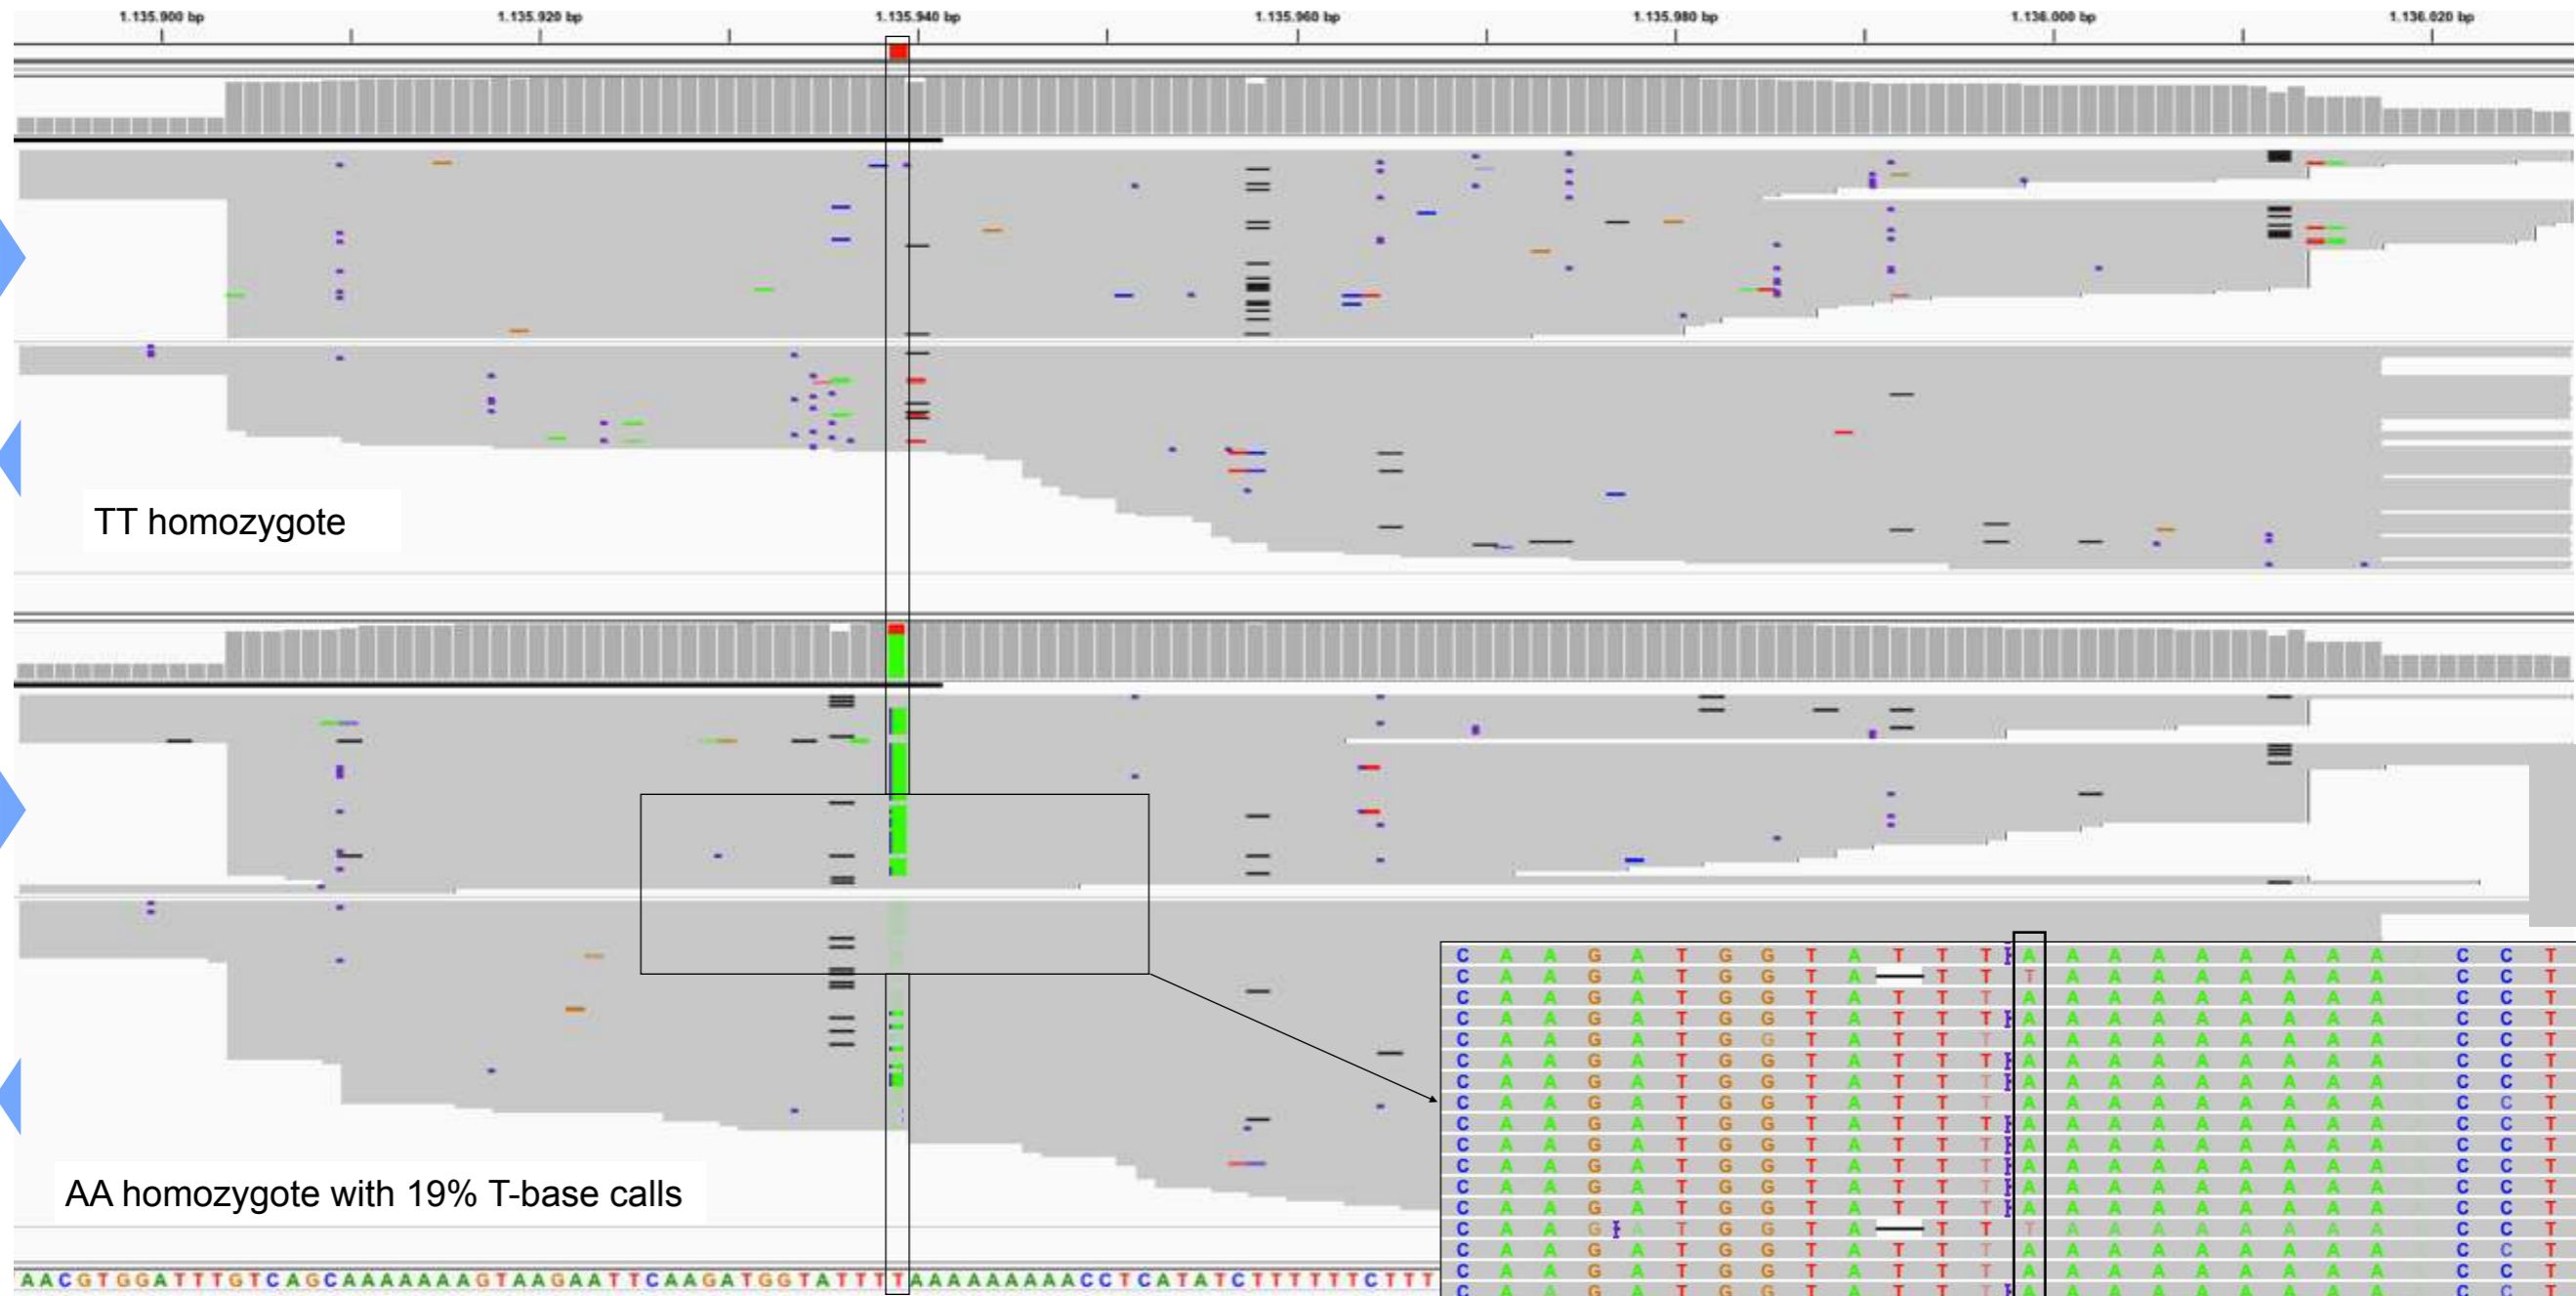 1.135.900 bp 1.135.920 bp 1.135.940 bp 1.135.960 bp 1.135.980 bp 1.136.000 bp 1.136.020 bp
TT homozygote
AA homozygote with 19% T-base calls
C A A G A T G G T A T T T A A A A A A A A A C C T
C A A G A T G G T A T T T A A A A A A A A C C T
C A A G A T G G T A T T T A A A A A A A A A C C T
C A A G A T G G T A T T T A A A A A A A A A C C T
C A A G A T G G T A T T T A A A A A A A A A C C T
C A A G A T G G T A T T T A A A A A A A A A C C T
C A A G A T G G T A T T T A A A A A A A A A C C T
C A A G A T G G T A T T T A A A A A A A A A C C T
C A A G A T G G T A T T T A A A A A A A A A C C T
C A A G A T G G T A T T T A A A A A A A A A C C T
C A A G A T G G T A T T T A A A A A A A A A C C T
C A A G A T G G T A T T T A A A A A A A A A C C T
C A A G A T G G T A T T T A A A A A A A A A C C T
C A A G A T G G T A T T T A A A A A A A A C C T
C A A G A T G G T A T T T A A A A A A A A A C C T
C A A G A T G G T A T T T A A A A A A A A A C C T
C A A G A T G G T A T T T A A A A A A A A A C C T
AACGTGGATTTGTCAGCAAAAAAAGTAAGAATTCAAGATGGTATTTTAAAAAAAAACCTCATATCTTTTTTCTTT